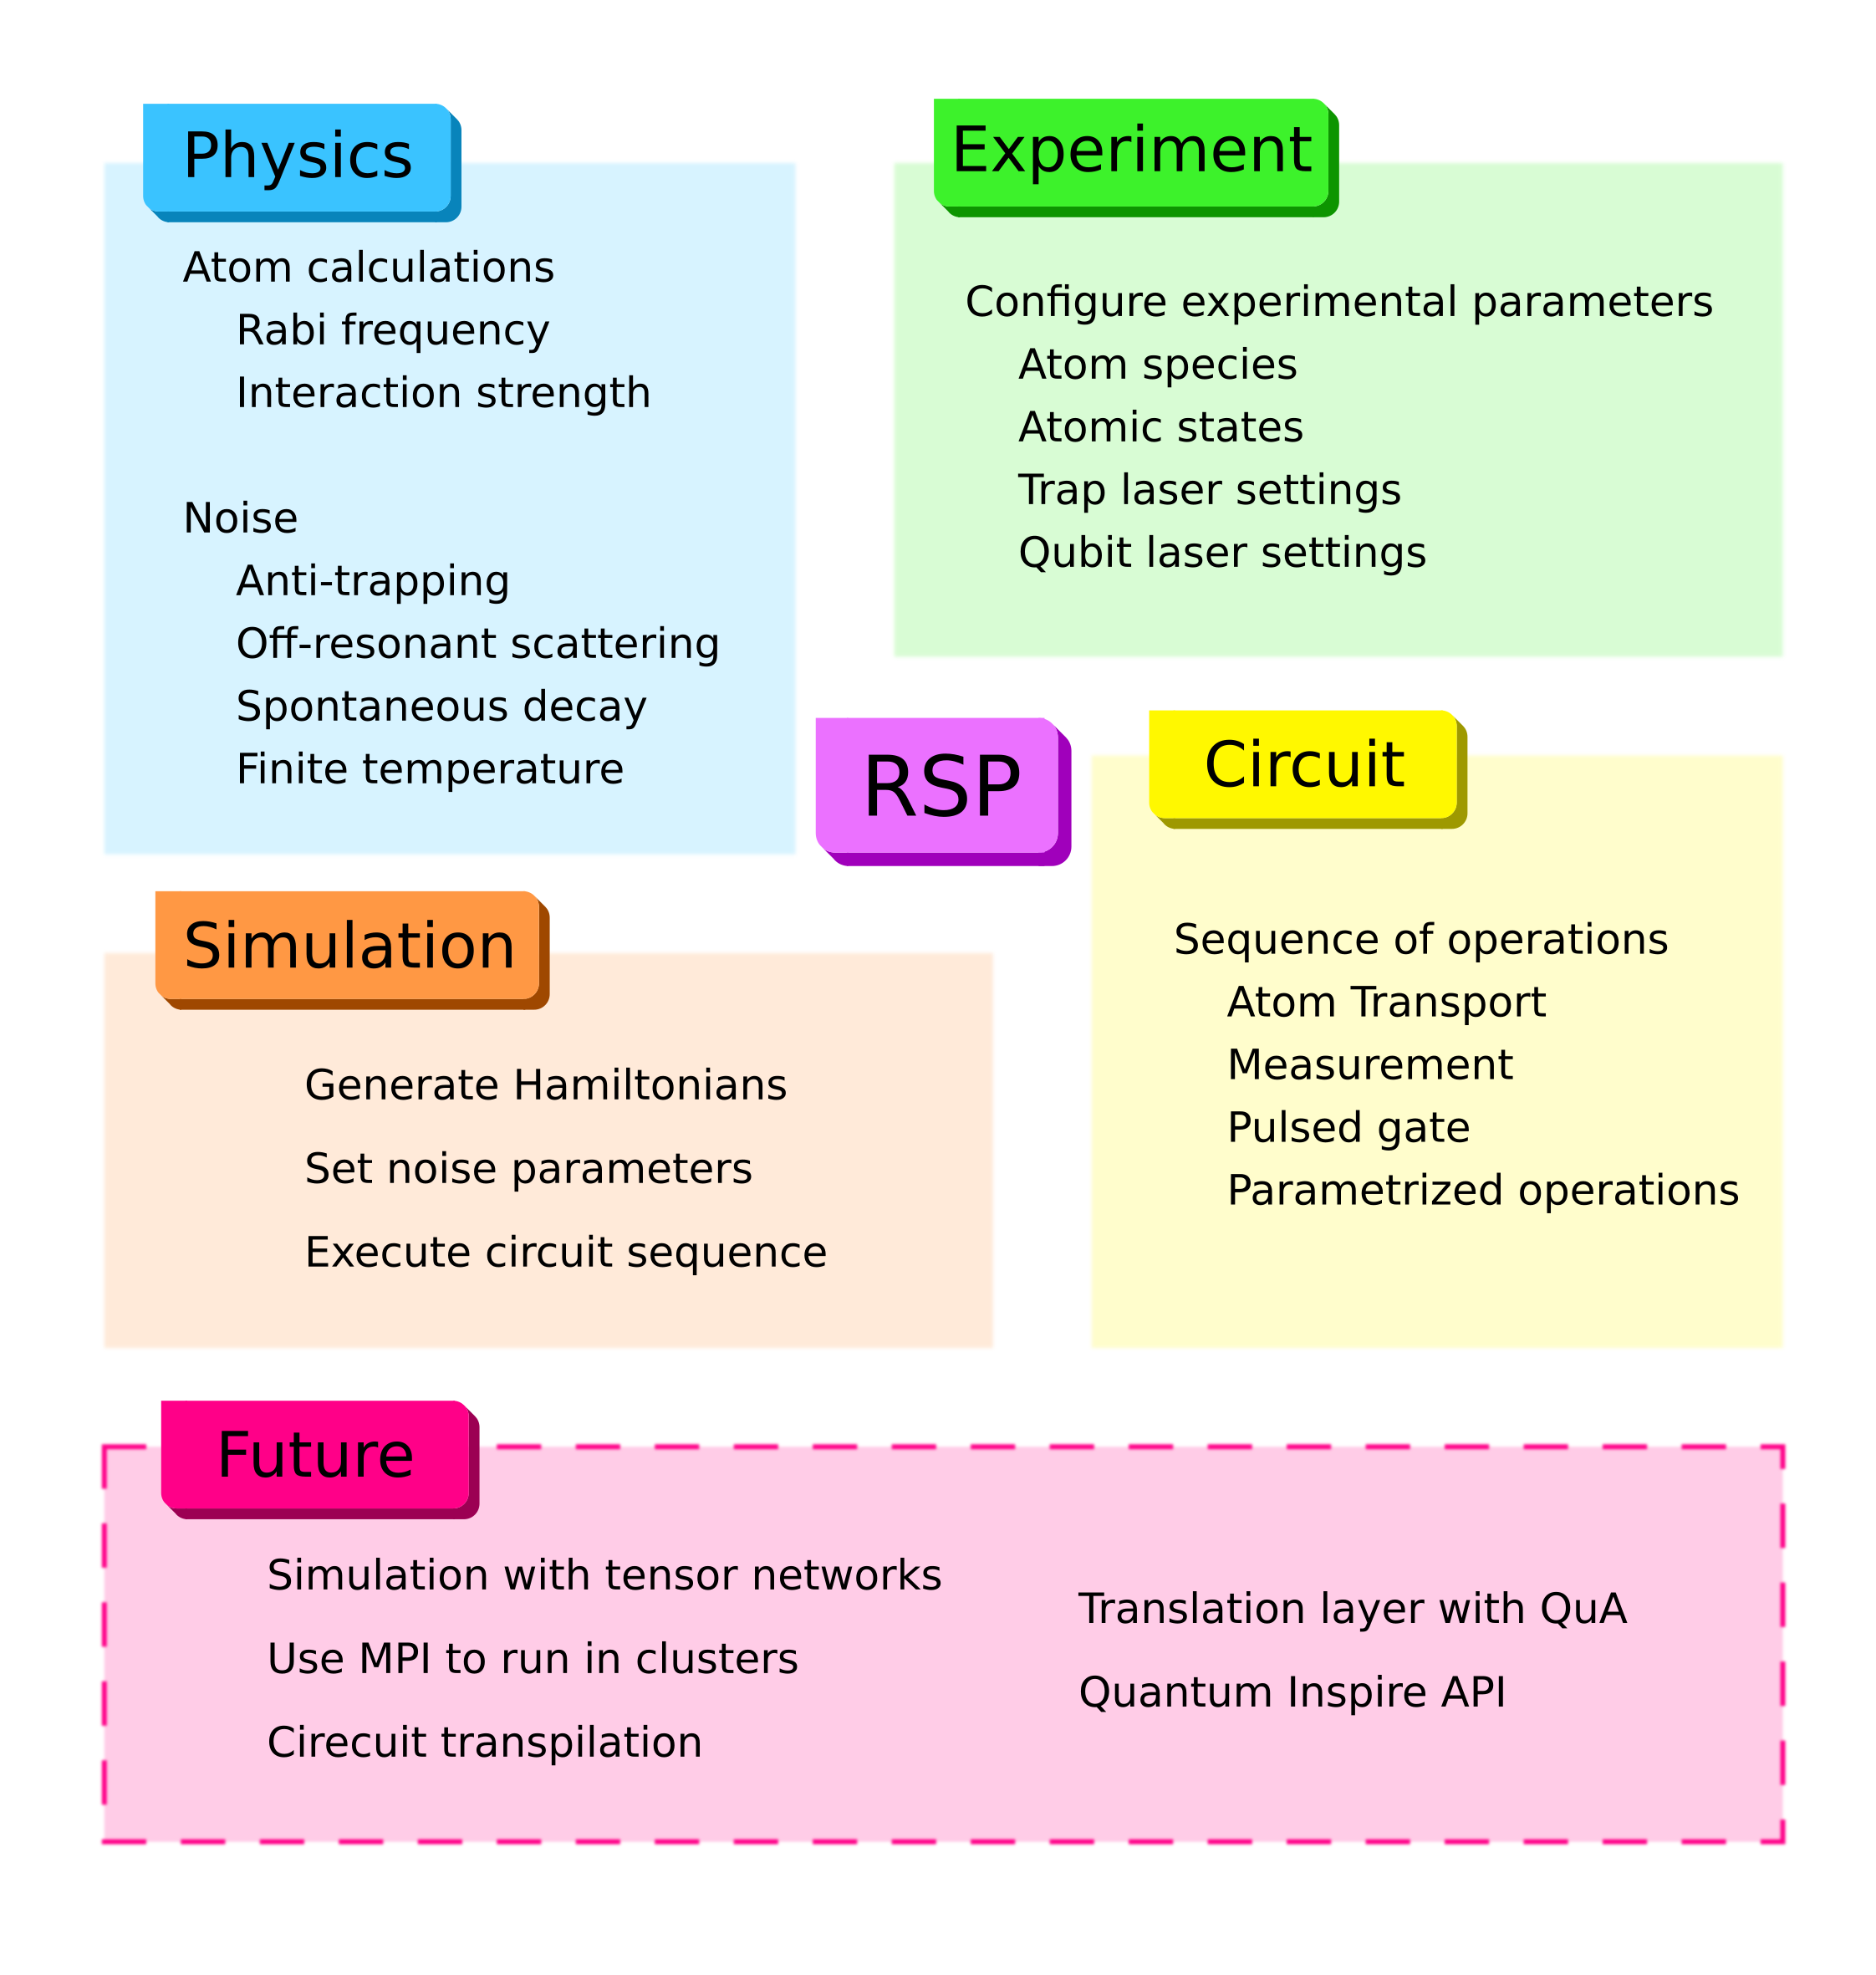 Physics
Atom calculations
Rabi frequency
Interaction strength
Noise
Anti-trapping
Off-resonant scattering
Spontaneous decay
Finite temperature
Experiment
Configure experimental parameters
Atom species
Atomic states
Trap laser settings
Qubit laser settings
RSP
Circuit
Sequence of operations
Atom Transport
Measurement
Pulsed gate
Parametrized operations
Simulation
Generate Hamiltonians
Set noise parameters
Execute circuit sequence
Future
Simulation with tensor networks
Use MPI to run in clusters
Cirecuit transpilation
Translation layer with QuA
Quantum Inspire API